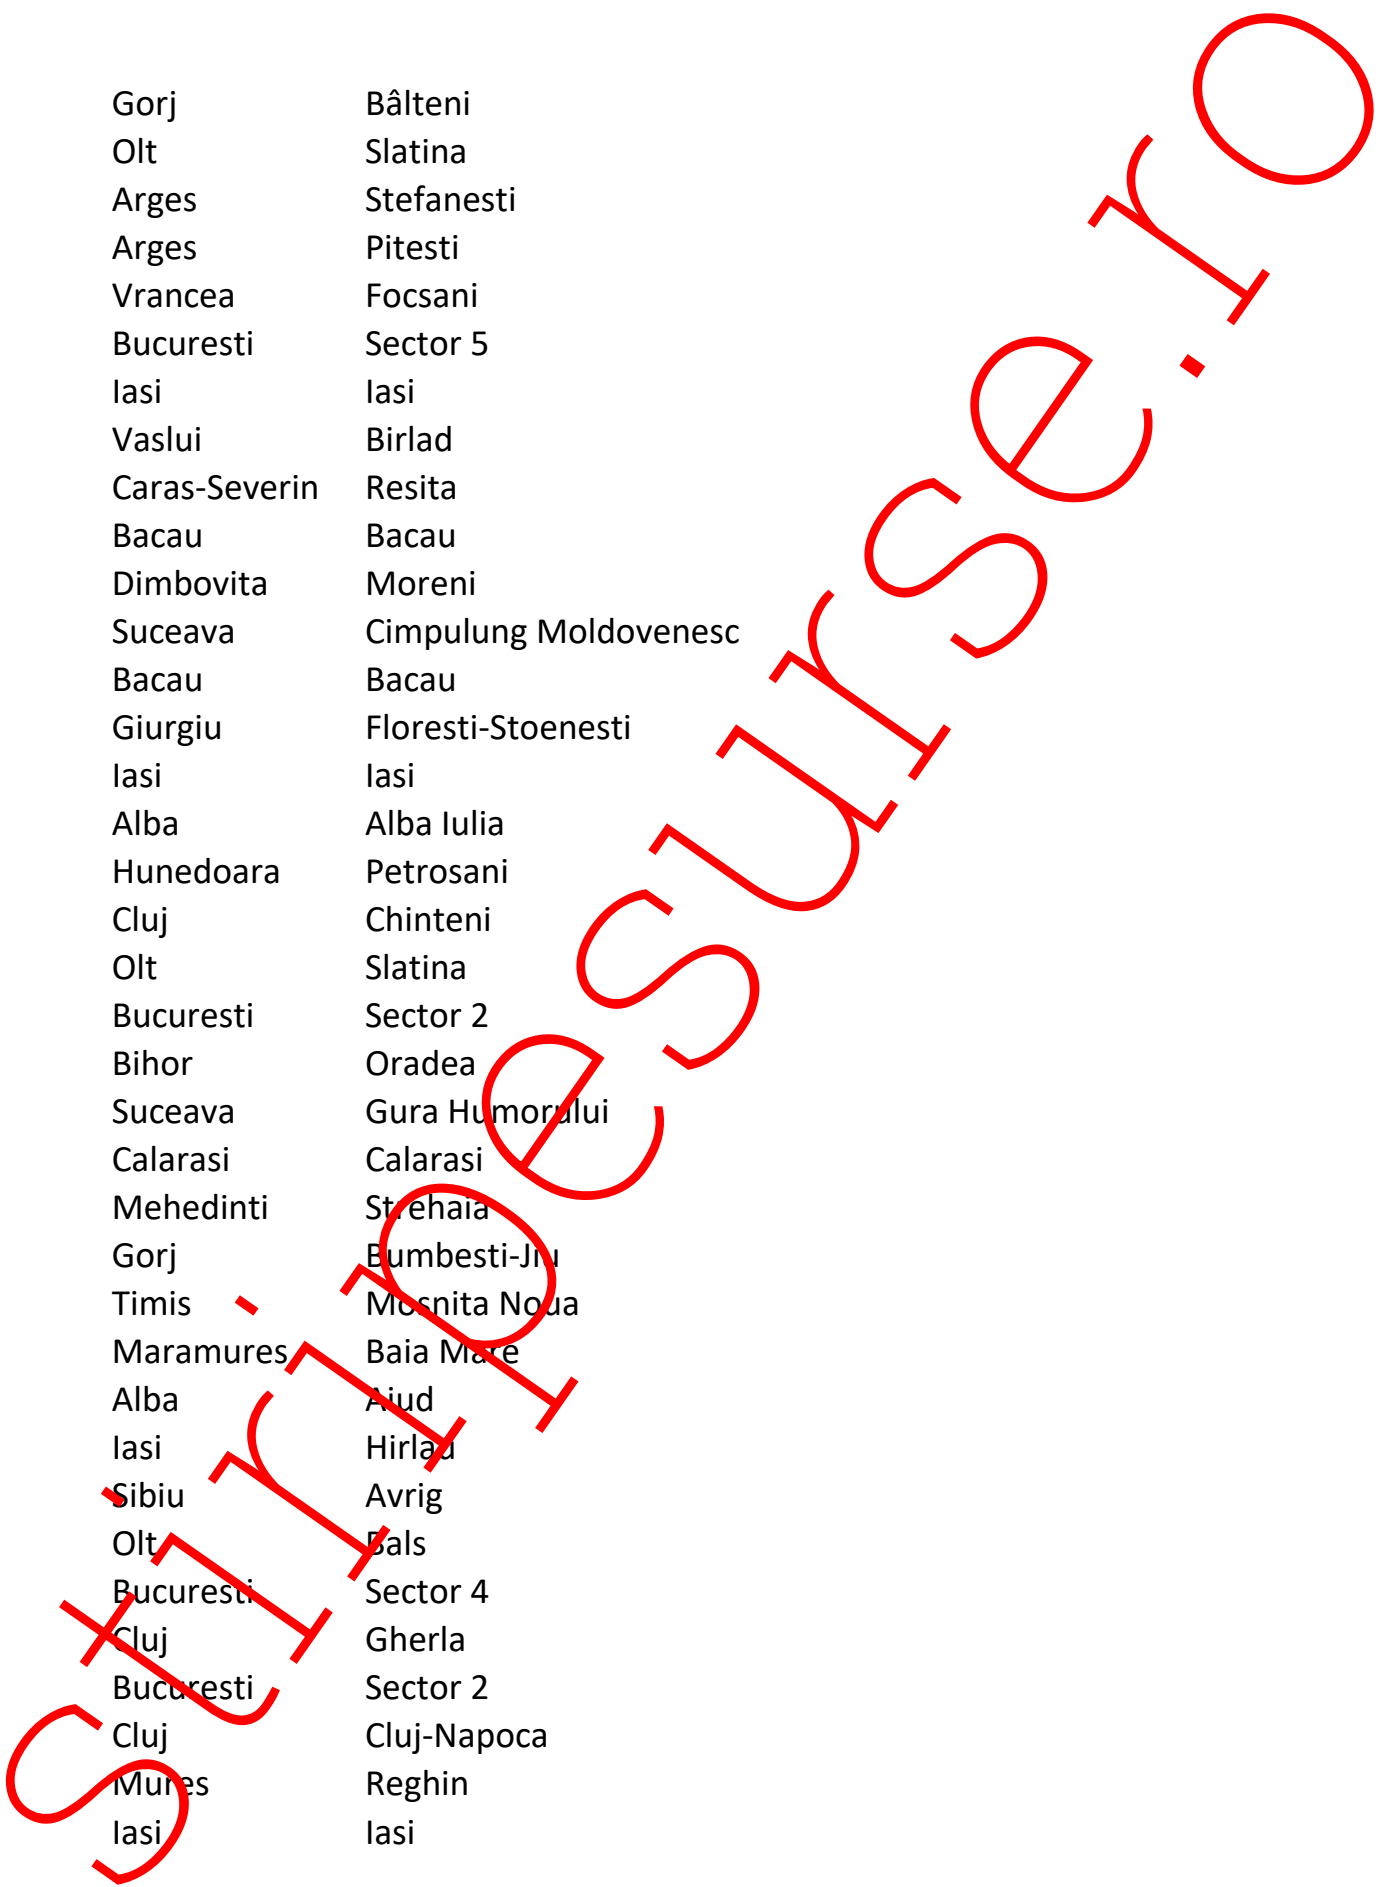 Gorj Bâlteni
Olt Slatina
Arges Stefanesti
Arges Pitesti
Vrancea Focsani
Bucuresti Sector 5
Iasi Iasi
Vaslui Birlad
Caras-Severin Resita
Bacau Bacau
Dimbovita Moreni
Suceava Cimpulung Moldovenesc
Bacau Bacau
Giurgiu Floresti-Stoenesti
Iasi Iasi
Alba Alba Iulia
Hunedoara Petrosani
Cluj Chinteni
Olt Slatina
Bucuresti Sector 2
Bihor Oradea
Suceava Gura Humorului
Calarasi Calarasi
Mehedinti Strehaia
Gorj Bumbesti-Jiu
Timis Mosnita Noua
Maramures Baia Mare
Alba Aiud
Iasi Hirlau
Sibiu Avrig
Olt Bals
Bucuresti Sector 4
Cluj Gherla
Bucuresti Sector 2
Cluj Cluj-Napoca
Mures Reghin
Iasi Iasi
stiripesurse.ro